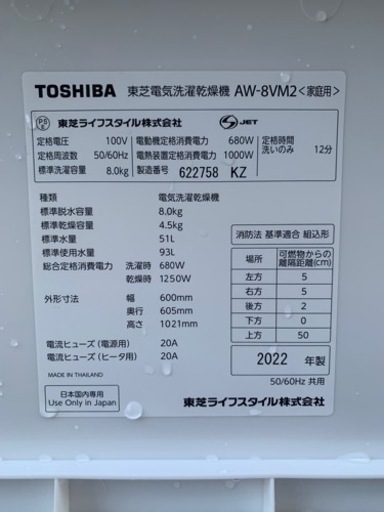 TOSHIBA 東芝電気洗濯乾燥機 AW-8VM2 <家庭用>
PS E 東芝ライフスタイル株式会社 S-JET
定格電圧 100V 電動機定格消費電力 680W 定格時間
定格周波数 50/60Hz 電熱装置定格消費電力 1000W 洗いのみ 12分
標準洗濯容量 8.0kg 製造番号 622758 KZ
種類 電気洗濯乾燥機
標準脱水容量 8.0kg
標準乾燥容量 4.5kg
標準水量 51L
標準使用水量 93L
総合定格消費電力 洗濯時 680W
乾燥時 1250W
外形寸法 幅 600mm
奥行 605mm
高さ 1021mm
電流ヒューズ (電源用) 20A
電流ヒューズ (ヒータ用) 20A
MADE IN THAILAND
消防法 基準適合 組込形
場所 可燃物からの離隔距離(cm)
左方 5
右方 5
後方 2
下方 0
上方 50
2022 年製
50/60Hz 共用
日本国内専用
Use Only in Japan
東芝ライフスタイル株式会社